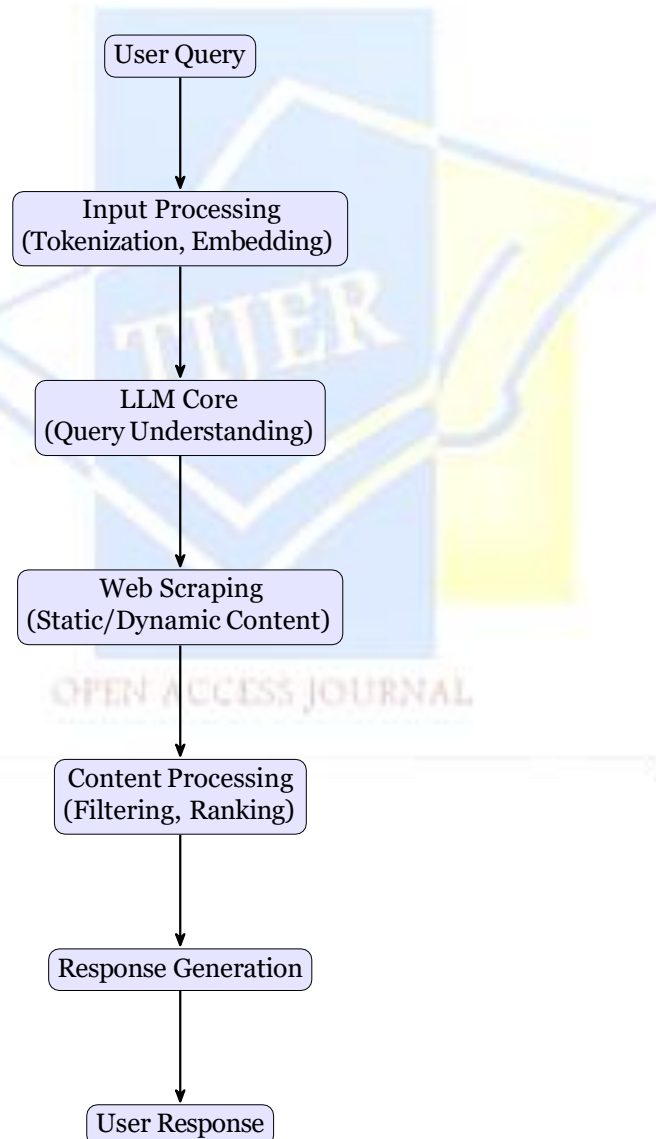 User Query
Input Processing
(Tokenization, Embedding)
TIJER
LLM Core
(Query Understanding)
Web Scraping
(Static/Dynamic Content)
OPEN ACCESS JOURNAL
Content Processing
(Filtering, Ranking)
Response Generation
User Response